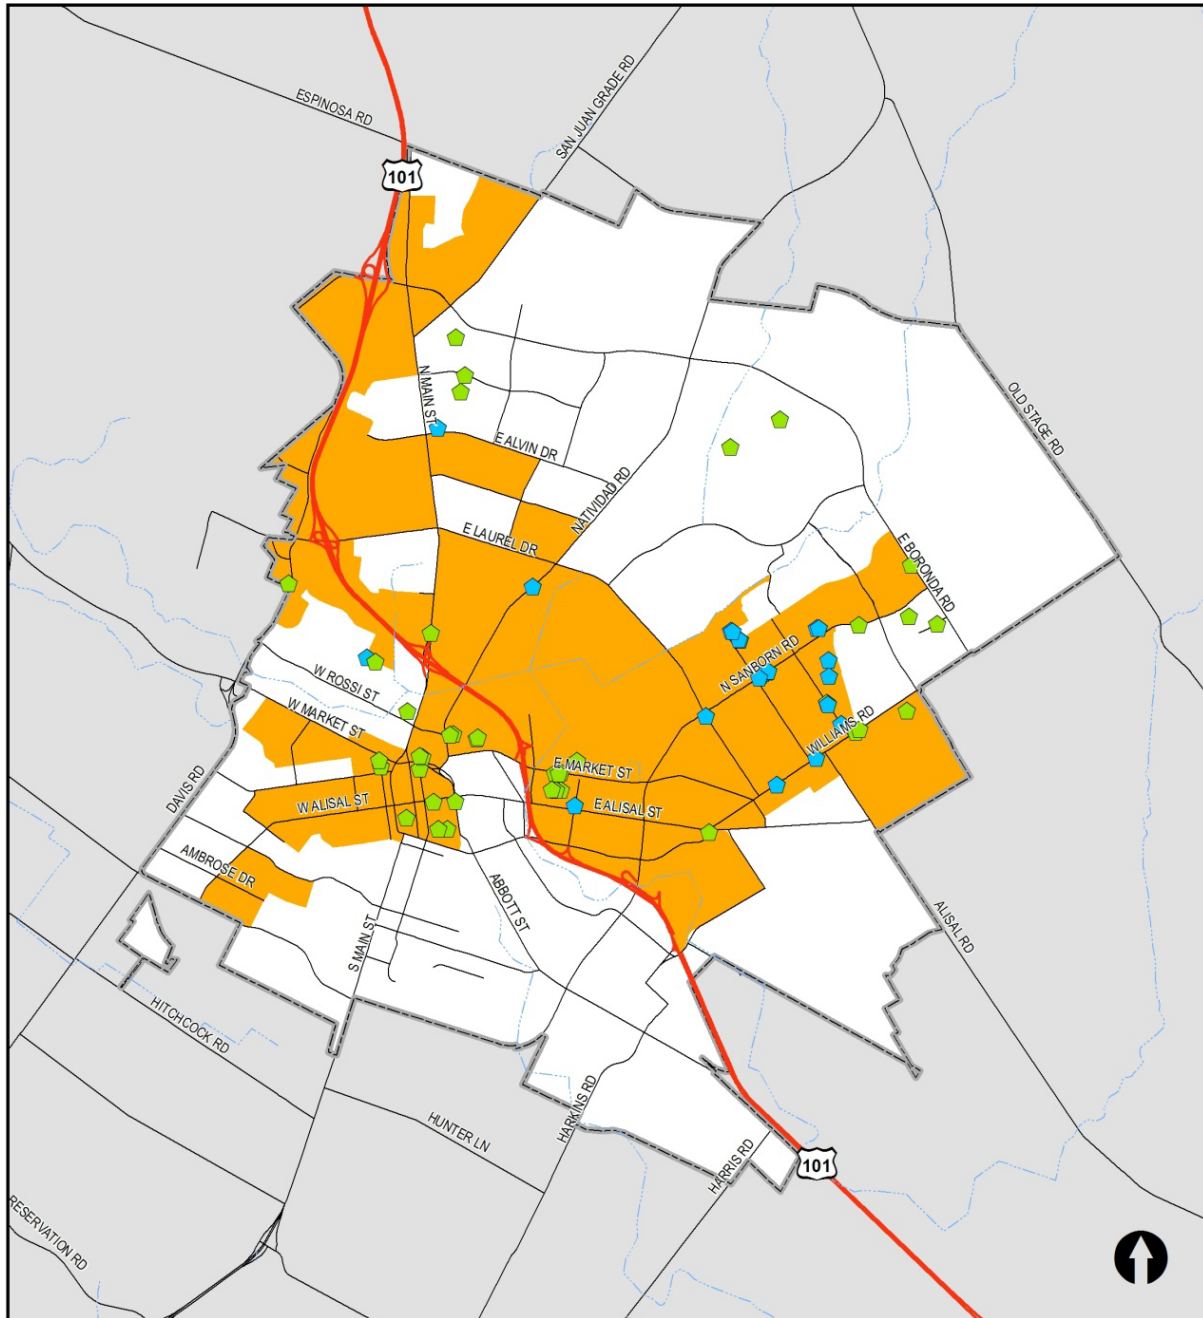 ESPINOSA RD
SAN JUAN GRADE RD
101
OLD STAGE RD
N MAIN ST
E ALVIN DR
NATIVIDAD RD
E LAUREL DR
E BORONDA RD
N SANBORN RD
W ROSSI ST
W MARKET ST
WILLIAMS RD
E MARKET ST
DAVIS RD
W ALISAL ST
E ALISAL ST
AMBROSE DR
ABBOTT ST
ALISAL RD
S MAIN ST
HITCHCOCK RD
HARKINS RD
HUNTER LN
HARRIS RD
101
RESERVATION RD